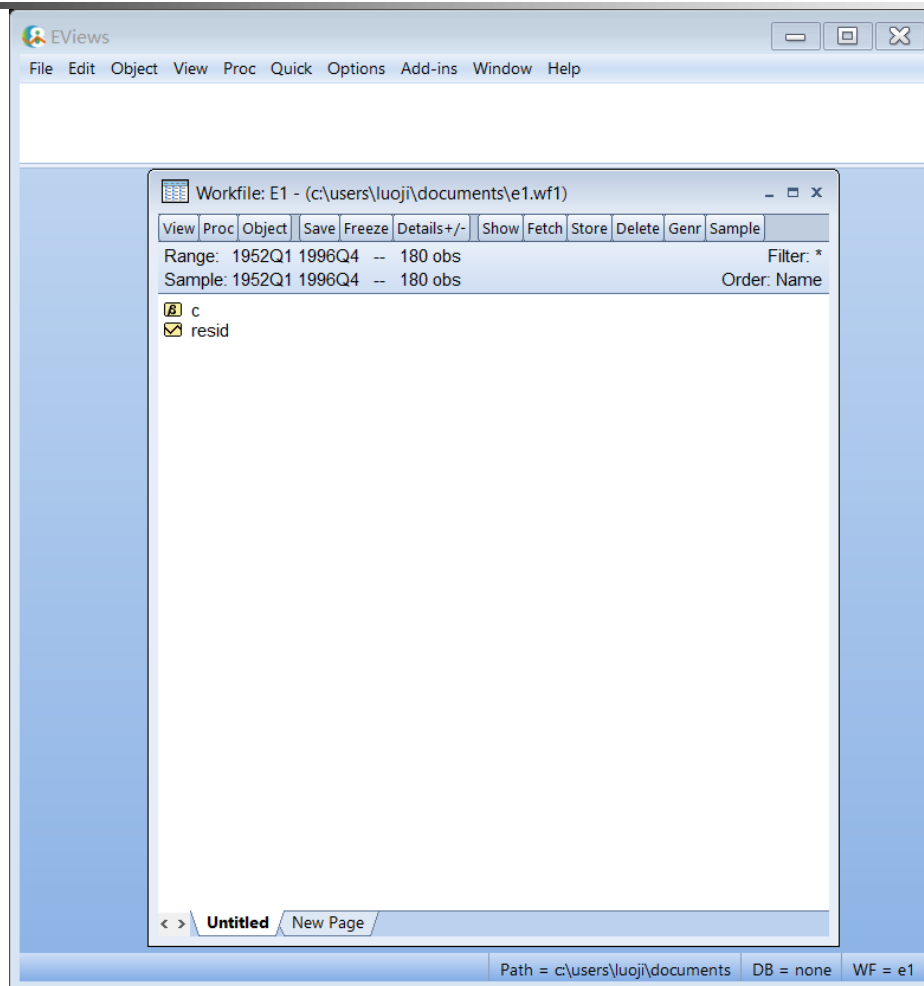 EViews
File Edit Object View Proc Quick Options Add-ins Window Help
Workfile: E1 - (c:\users\luoji\documents\e1.wf1)
View Proc Object Save Freeze Details+/- Show Fetch Store Delete Genr Sample
Range: 1952Q1 1996Q4 -- 180 obs Filter: *
Sample: 1952Q1 1996Q4 -- 180 obs Order: Name
β c
resid
< > Untitled New Page
Path = c:\users\luoji\documents DB = none WF = e1